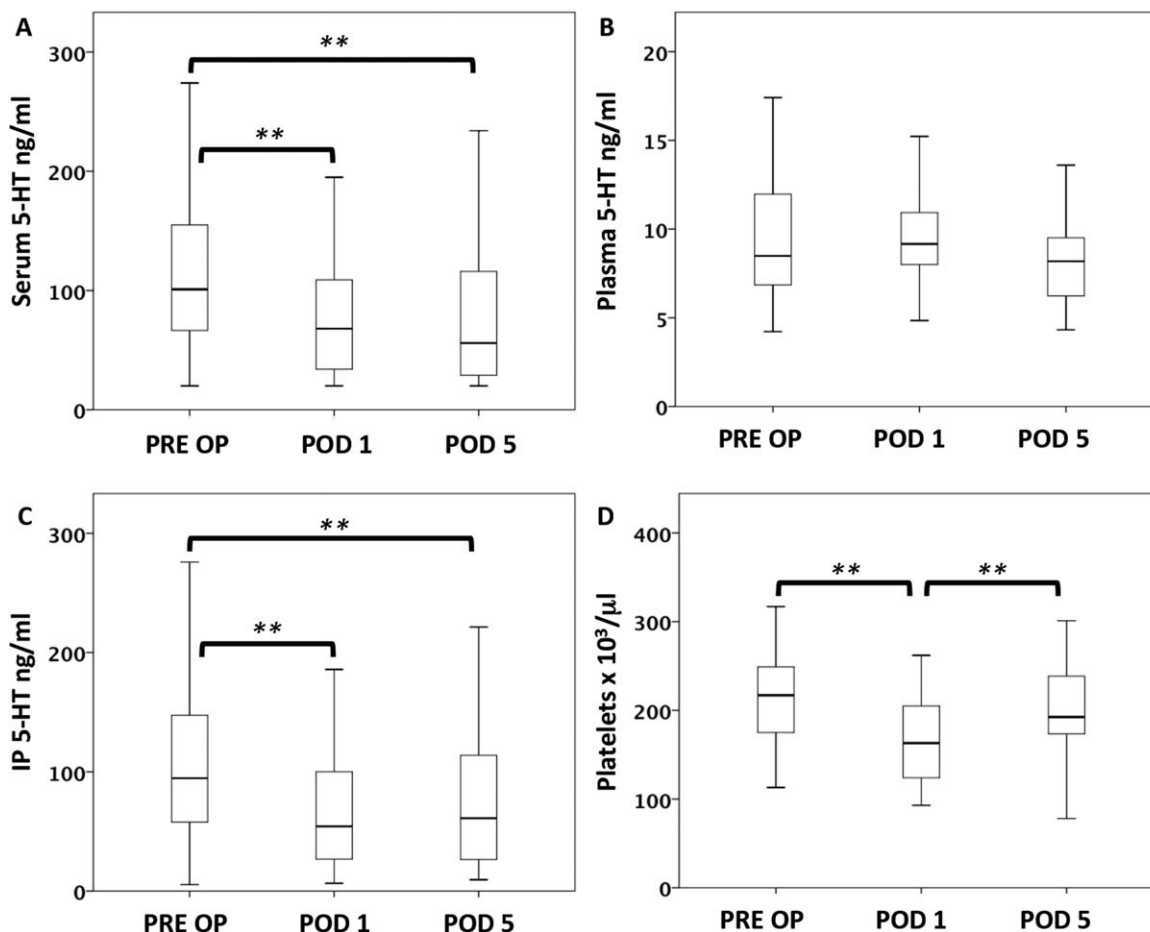 A
Serum 5-HT ng/ml
300
200
100
0
**
**
PRE OP POD 1 POD 5
B
Plasma 5-HT ng/ml
20
15
10
5
0
PRE OP POD 1 POD 5
C
IP 5-HT ng/ml
300
200
100
0
**
**
PRE OP POD 1 POD 5
D
Platelets x 10³/μl
400
300
200
100
0
** **
PRE OP POD 1 POD 5